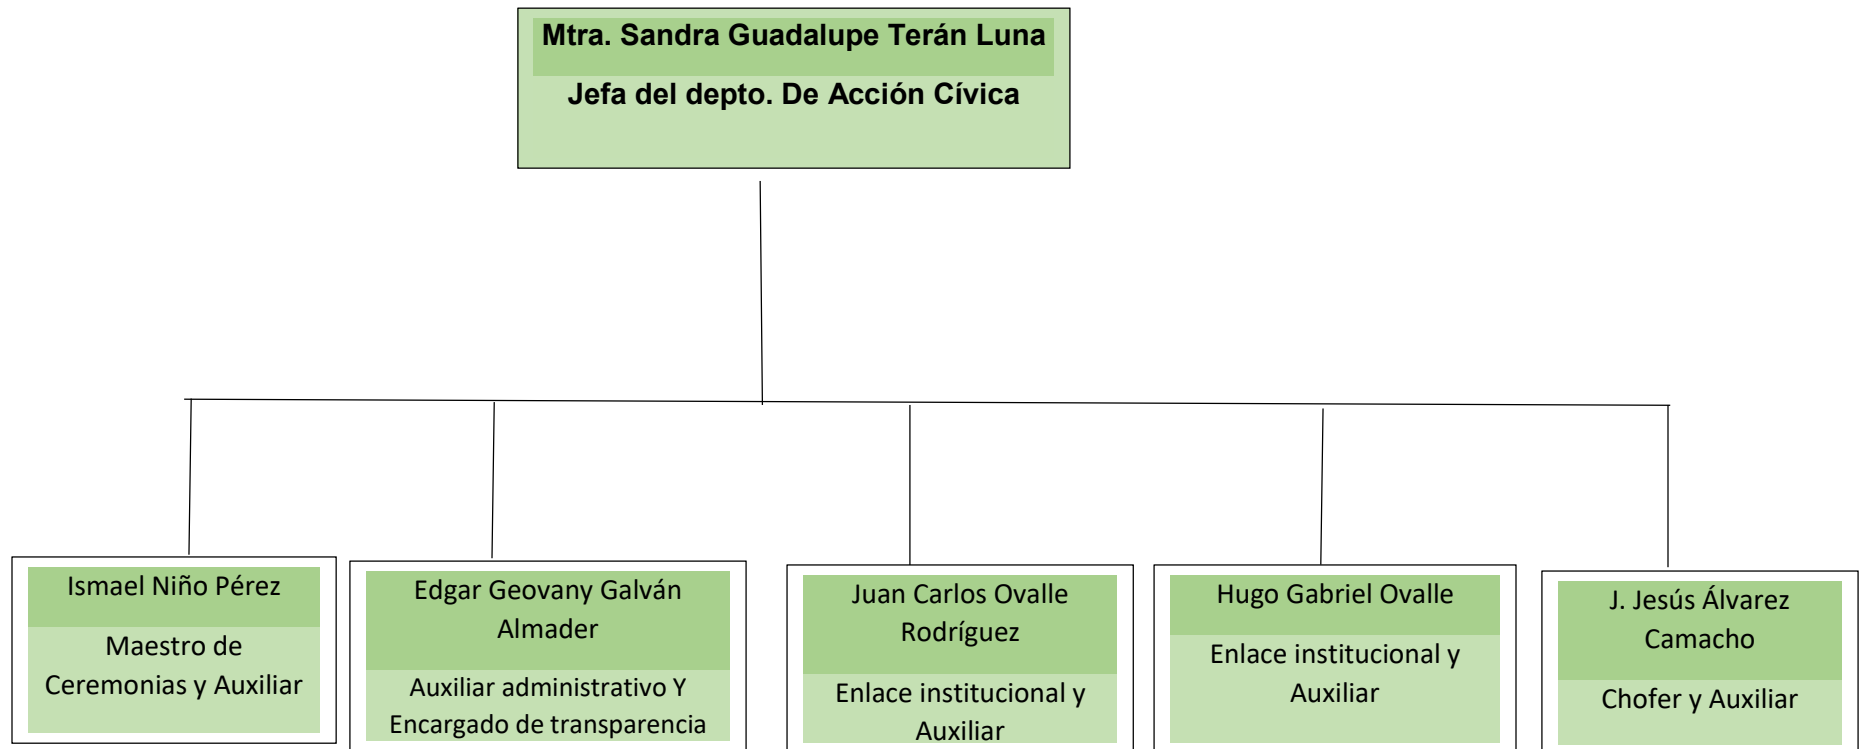 Mtra. Sandra Guadalupe Terán Luna
Jefa del depto. De Acción Cívica
Ismael Niño Pérez
Maestro de
Ceremonias y Auxiliar
Edgar Geovany Galván
Almader
Auxiliar administrativo Y
Encargado de transparencia
Juan Carlos Ovalle
Rodríguez
Enlace institucional y
Auxiliar
Hugo Gabriel Ovalle
Enlace institucional y
Auxiliar
J. Jesús Álvarez
Camacho
Chofer y Auxiliar